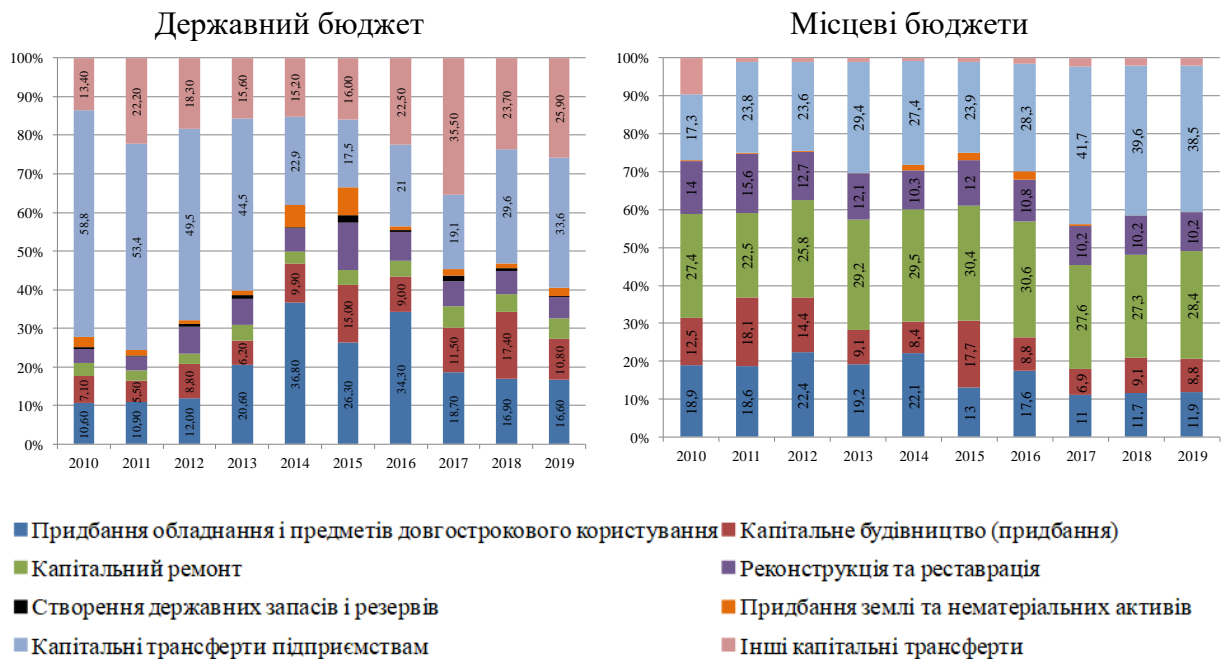 Державний бюджет
100%
90%
80%
70%
60%
50%
40%
30%
20%
10%
0%
13,40 22,20 18,30 15,60 15,20 16,00 22,50 35,50 23,70 25,90
58,8 53,4 49,5 44,5 22,9 17,5 21 19,1 29,6 33,6
7,10 5,50 8,80 6,20 9,90 15,00 9,00 11,50 17,40 10,80
10,60 10,90 12,00 20,60 36,80 26,30 34,30 18,70 16,90 16,60
2010 2011 2012 2013 2014 2015 2016 2017 2018 2019
Місцеві бюджети
100%
90%
80%
70%
60%
50%
40%
30%
20%
10%
0%
17,3 23,8 23,6 29,4 27,4 23,9 28,3 41,7 39,6 38,5
14 15,6 12,7 12,1 10,3 12 10,8 10,2 10,2 10,2
27,4 22,5 25,8 29,2 29,5 30,4 30,6 27,6 27,3 28,4
12,5 18,1 14,4 9,1 8,4 17,7 8,8 6,9 9,1 8,8
18,9 18,6 22,4 19,2 22,1 13 17,6 11 11,7 11,9
2010 2011 2012 2013 2014 2015 2016 2017 2018 2019
Придбання обладнання і предметів довгострокового користування
Капітальне будівництво (придбання)
Капітальний ремонт
Реконструкція та реставрація
Створення державних запасів і резервів
Придбання землі та нематеріальних активів
Капітальні трансферти підприємствам
Інші капітальні трансферти